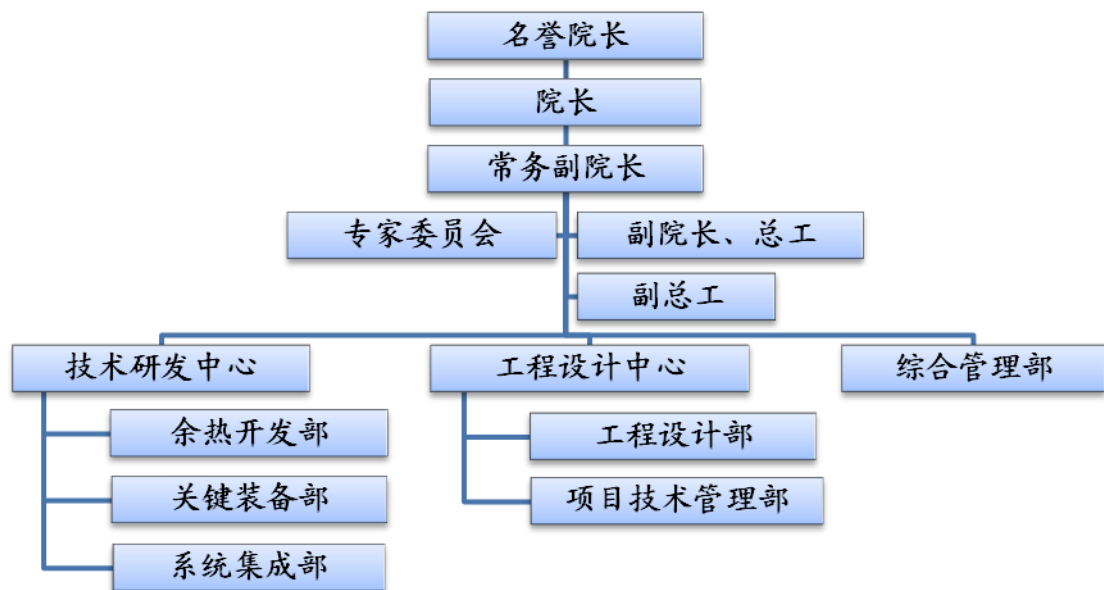 名誉院长
院长
常务副院长
专家委员会
副院长、总工
副总工
技术研发中心
工程设计中心
综合管理部
余热开发部
工程设计部
关键装备部
项目技术管理部
系统集成部